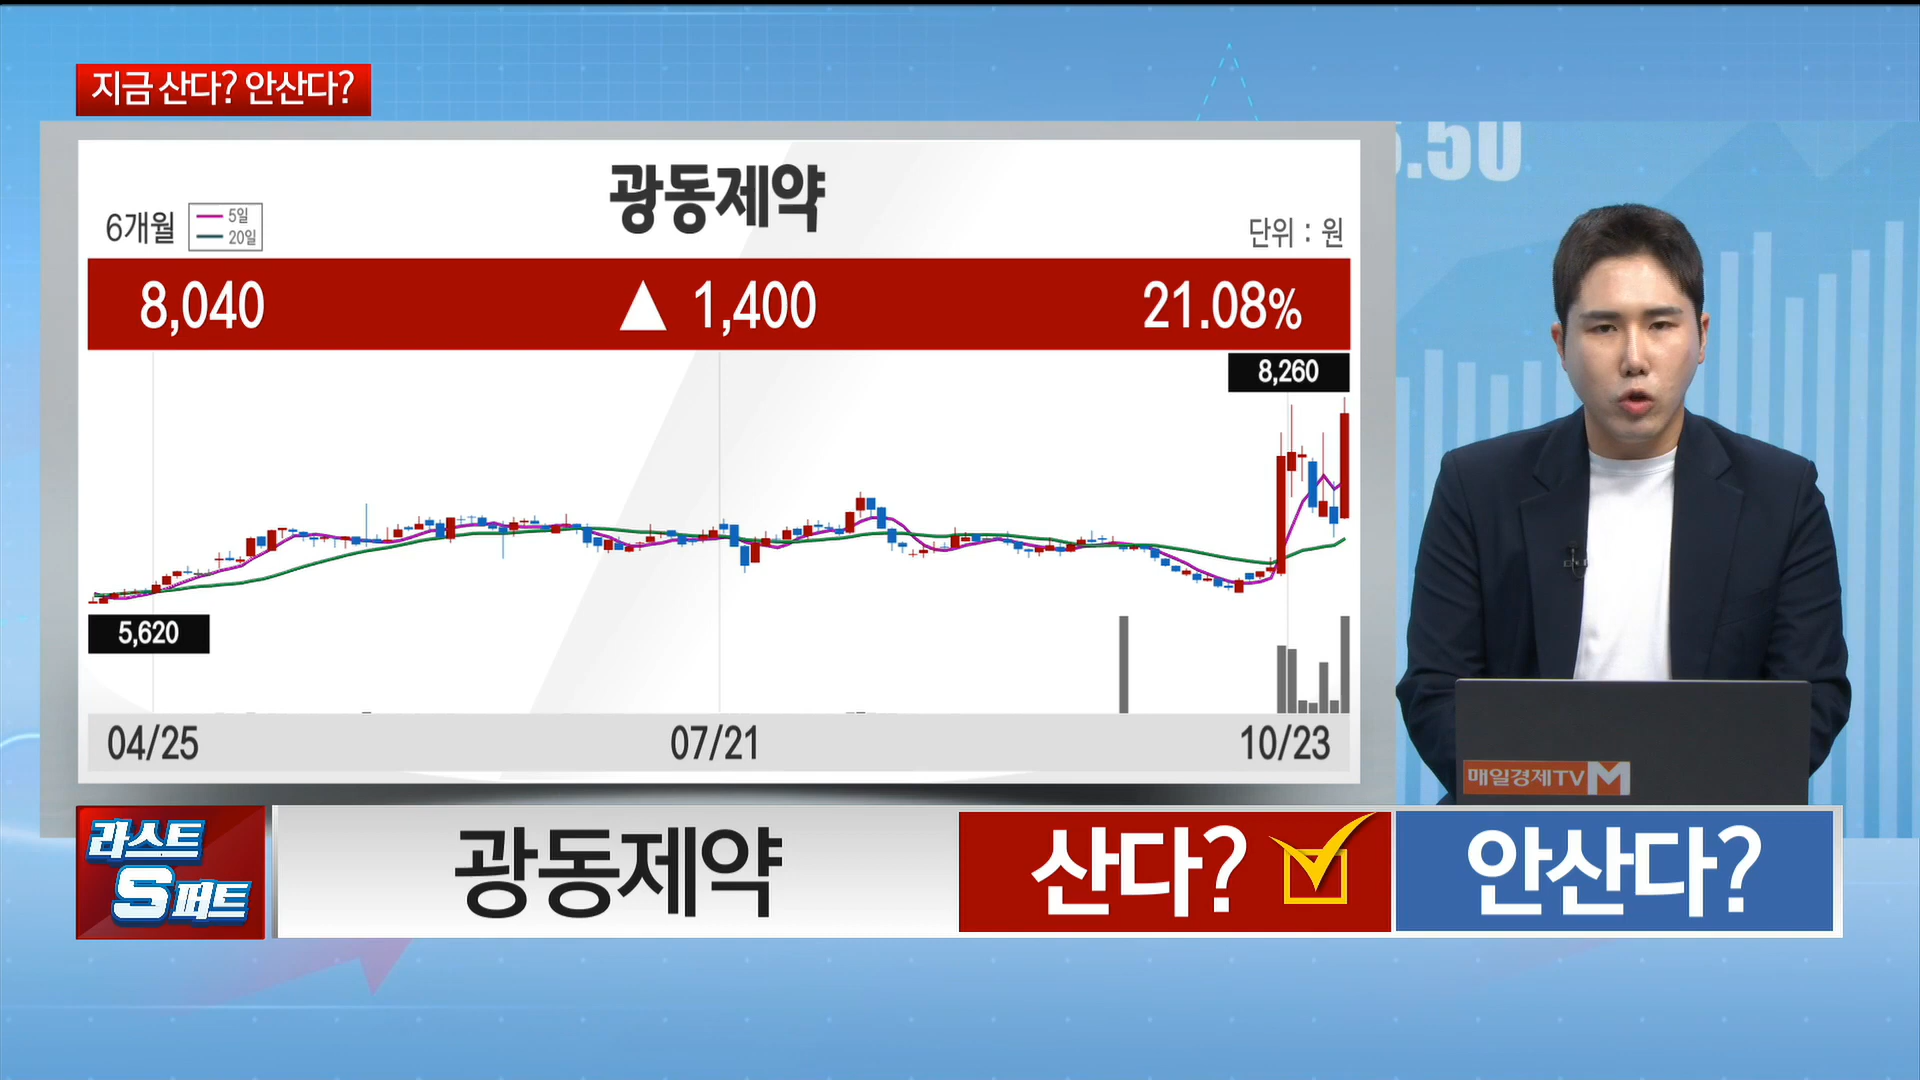 지금 산다? 안산다?
.50
광동제약
6개월
5일
20일
단위 : 원
8,040 ▲ 1,400 21.08%
8,260
5,620
04/25 07/21 10/23
매일경제TV M
라스트
S퍼트
광동제약 산다? 안산다?